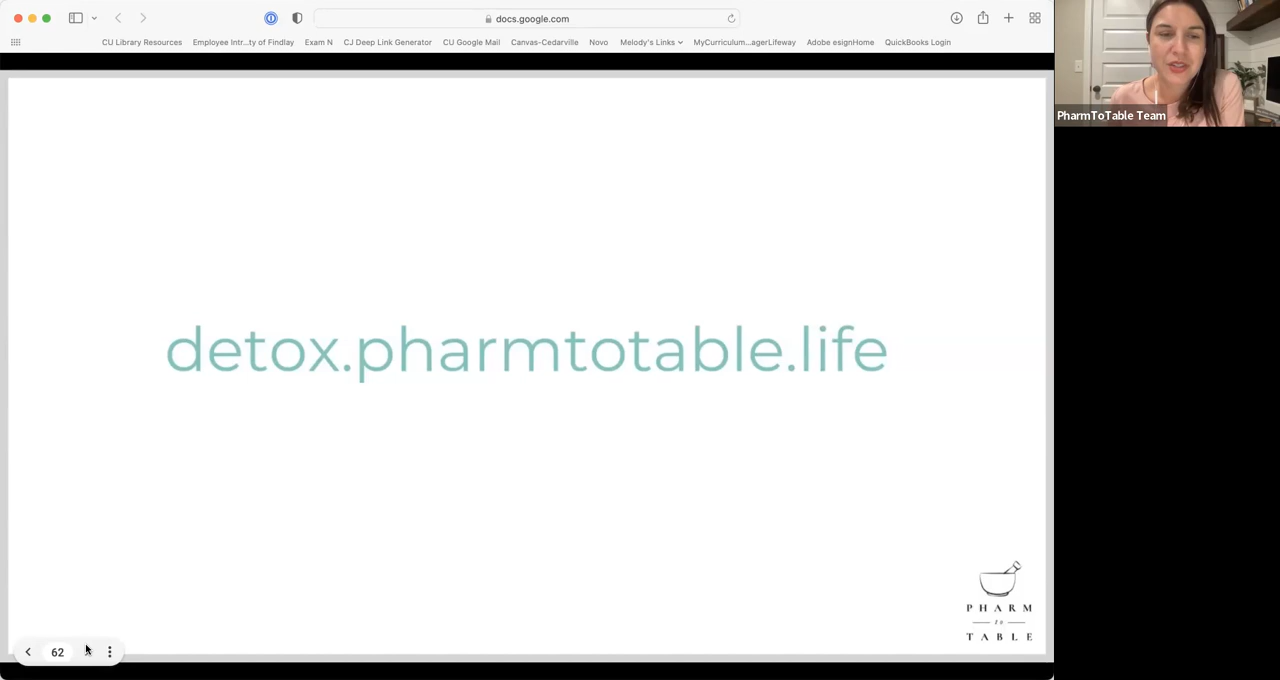 docs.google.com
CU Library Resources Employee Intr...ty of Findlay Exam N CJ Deep Link Generator CU Google Mail Canvas-Cedarville Novo Melody's Links MyCurriculum...agerLifeway Adobe esignHome QuickBooks Login
PharmToTable Team
detox.pharmtotable.life
PHARM
to
TABLE
62